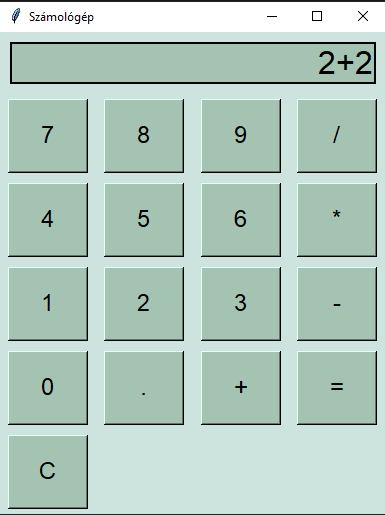 Számológép
2+2
7 8 9 /
4 5 6 *
1 2 3 -
0 . + =
C